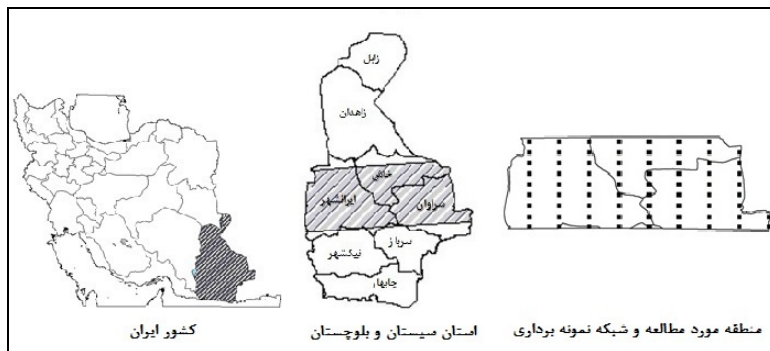 زابل
زاهدان
خاش
ایرانشهر
سراوان
سرباز
نیکشهر
چابهار
کشور ایران
استان سیستان و بلوچستان
منطقه مورد مطالعه و شبکه نمونه برداری